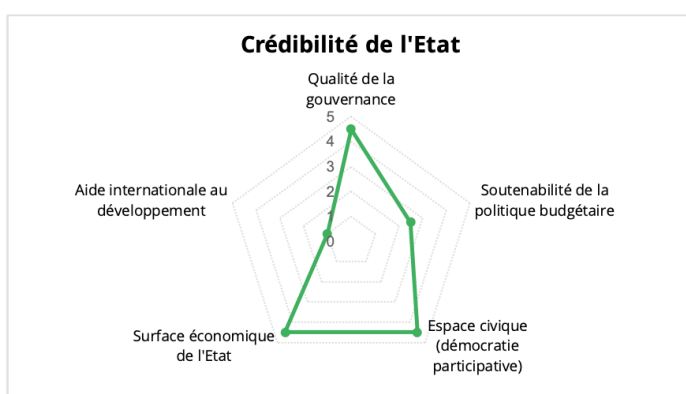 Crédibilité de l'Etat
Qualité de la
gouvernance
5
4
3
2
1
0
Aide internationale au
développement
Soutenabilité de la
politique budgétaire
Surface économique
de l'Etat
Espace civique
(démocratie
participative)